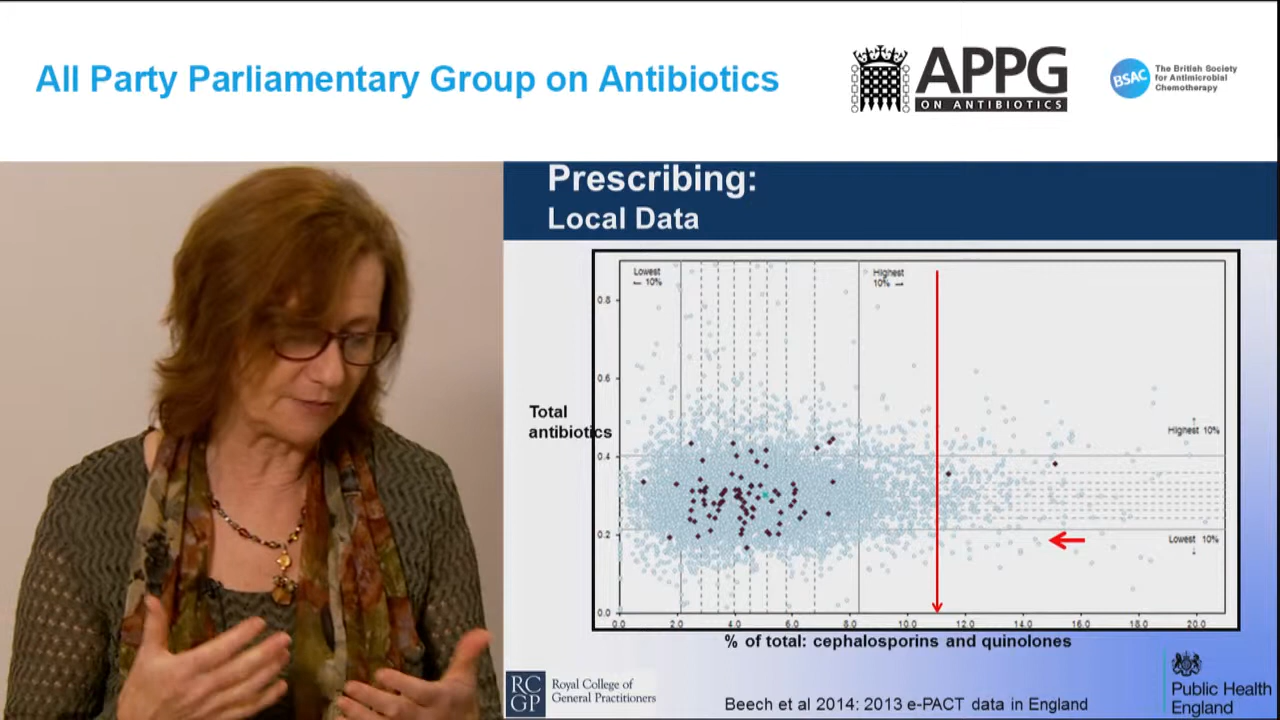 All Party Parliamentary Group on Antibiotics
APPG
ON ANTIBIOTICS
BSAC
The British Society
for Antimicrobial
Chemotherapy
Prescribing:
Local Data
Lowest
← 10%
Highest
10% →
0.8
0.6
Total
antibiotics
Highest 10%
0.4
0.2
Lowest 10%
0.0
0.0 2.0 4.0 6.0 8.0 10.0 12.0 14.0 16.0 18.0 20.0
% of total: cephalosporins and quinolones
RC
GP
Royal College of
General Practitioners
Beech et al 2014: 2013 e-PACT data in England
Public Health
England